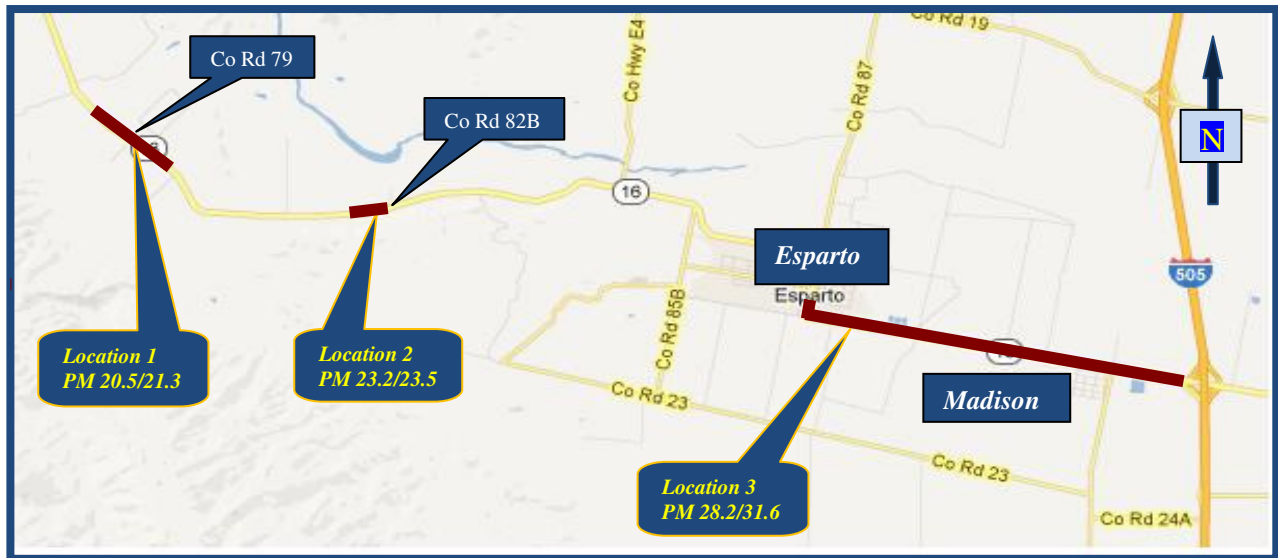 Co Rd 19
Co Rd 79
Co Hwy E4
Co Rd 87
Co Rd 82B
N
16
Esparto
505
Esparto
Co Rd 85B
Location 1
PM 20.5/21.3
Location 2
PM 23.2/23.5
Co Rd 23
Madison
Co Rd 23
Location 3
PM 28.2/31.6
Co Rd 24A